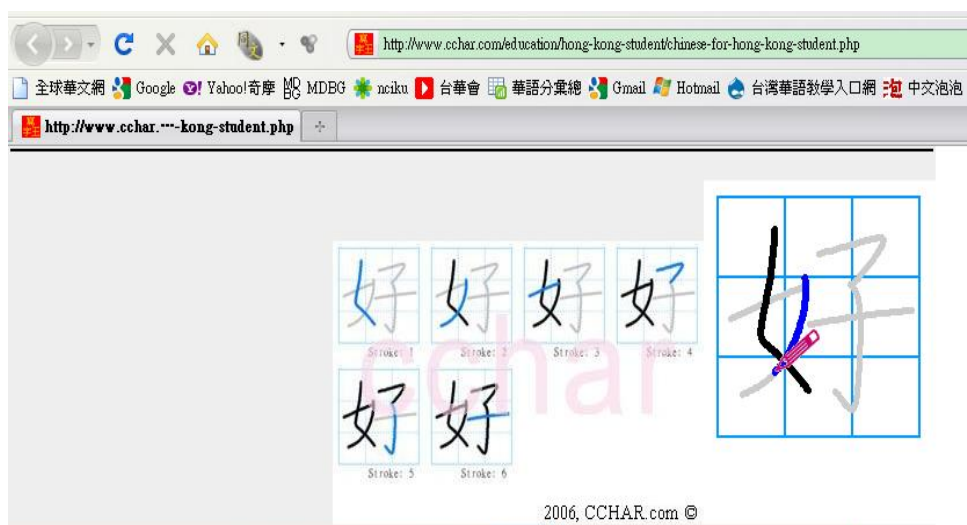 http://www.cchar.com/education/hong-kong-student/chinese-for-hong-kong-student.php
全球華文網 Google Yahoo!奇摩 MDBG nciku 台華會 華語分彙總 Gmail Hotmail 台灣華語教學入口網 中文泡泡
http://www.cchar.---kong-student.php
好 好 好 好 好
Stroke: 1 Stroke: 2 Stroke: 3 Stroke: 4
好 好
Stroke: 5 Stroke: 6
cchar
2006, CCHAR.com ©